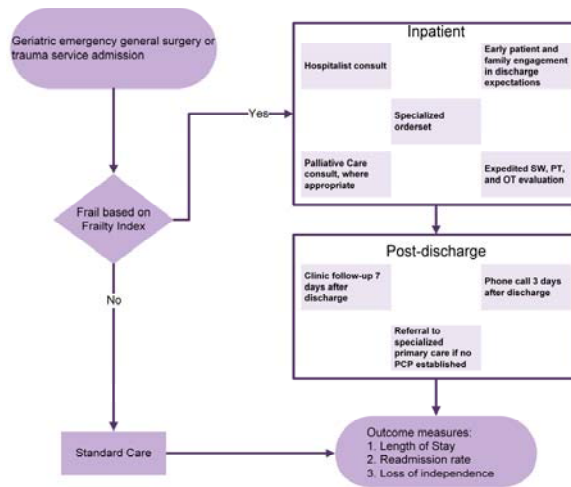 Geriatric emergency general surgery or
trauma service admission
Frail based on
Frailty Index
Yes
No
Standard Care
Inpatient
Hospitalist consult
Early patient and
family engagement
in discharge
expectations
Specialized
orderset
Palliative Care
consult, where
appropriate
Expedited SW, PT,
and OT evaluation
Post-discharge
Clinic follow-up 7
days after
discharge
Phone call 3 days
after discharge
Referral to
specialized
primary care if no
PCP established
Outcome measures:
1. Length of Stay
2. Readmission rate
3. Loss of independence